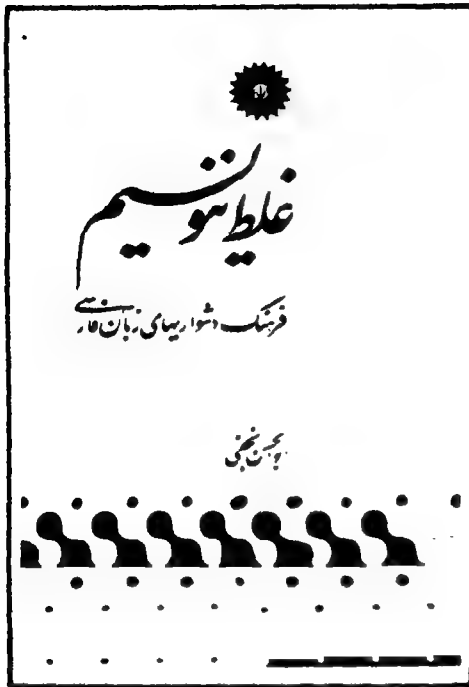 غلط ننویسیم
فرهنگ دشواریهای زبان فارسی
ابوالحسن نجفی